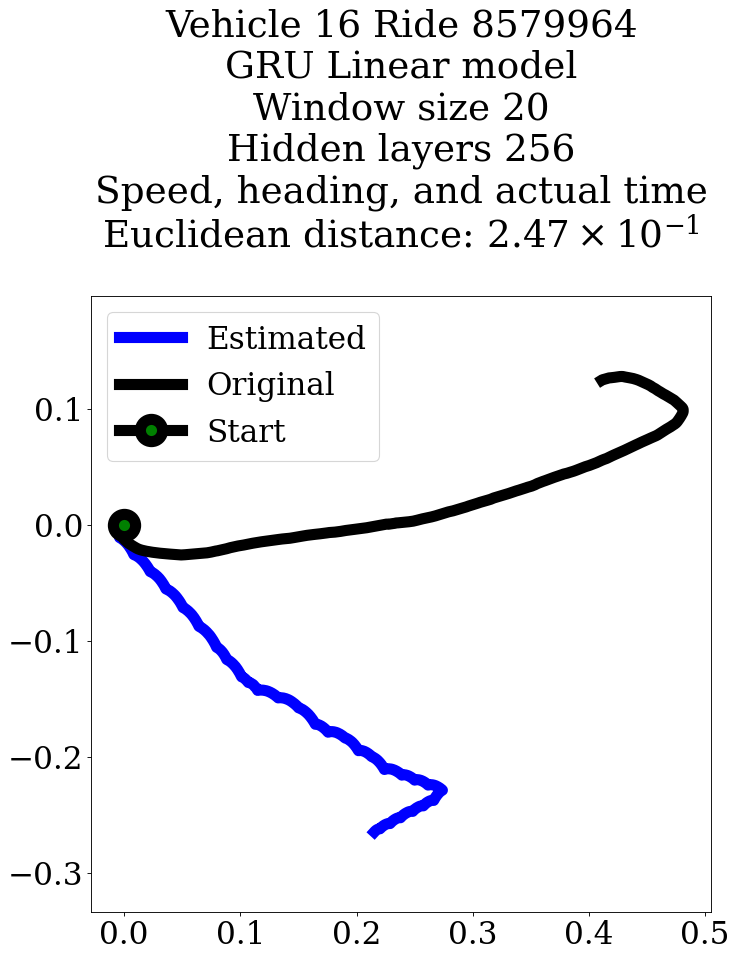 Vehicle 16 Ride 8579964
GRU Linear model
Window size 20
Hidden layers 256
Speed, heading, and actual time
Euclidean distance: 2.47 × 10⁻¹
Estimated
Original
Start
0.1
0.0
−0.1
−0.2
−0.3
0.0 0.1 0.2 0.3 0.4 0.5